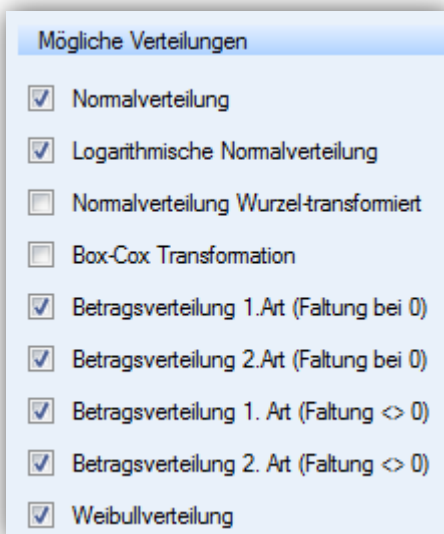 Mögliche Verteilungen
Normalverteilung
Logarithmische Normalverteilung
Normalverteilung Wurzel-transformiert
Box-Cox Transformation
Betragsverteilung 1.Art (Faltung bei 0)
Betragsverteilung 2.Art (Faltung bei 0)
Betragsverteilung 1. Art (Faltung <> 0)
Betragsverteilung 2. Art (Faltung <> 0)
Weibullverteilung